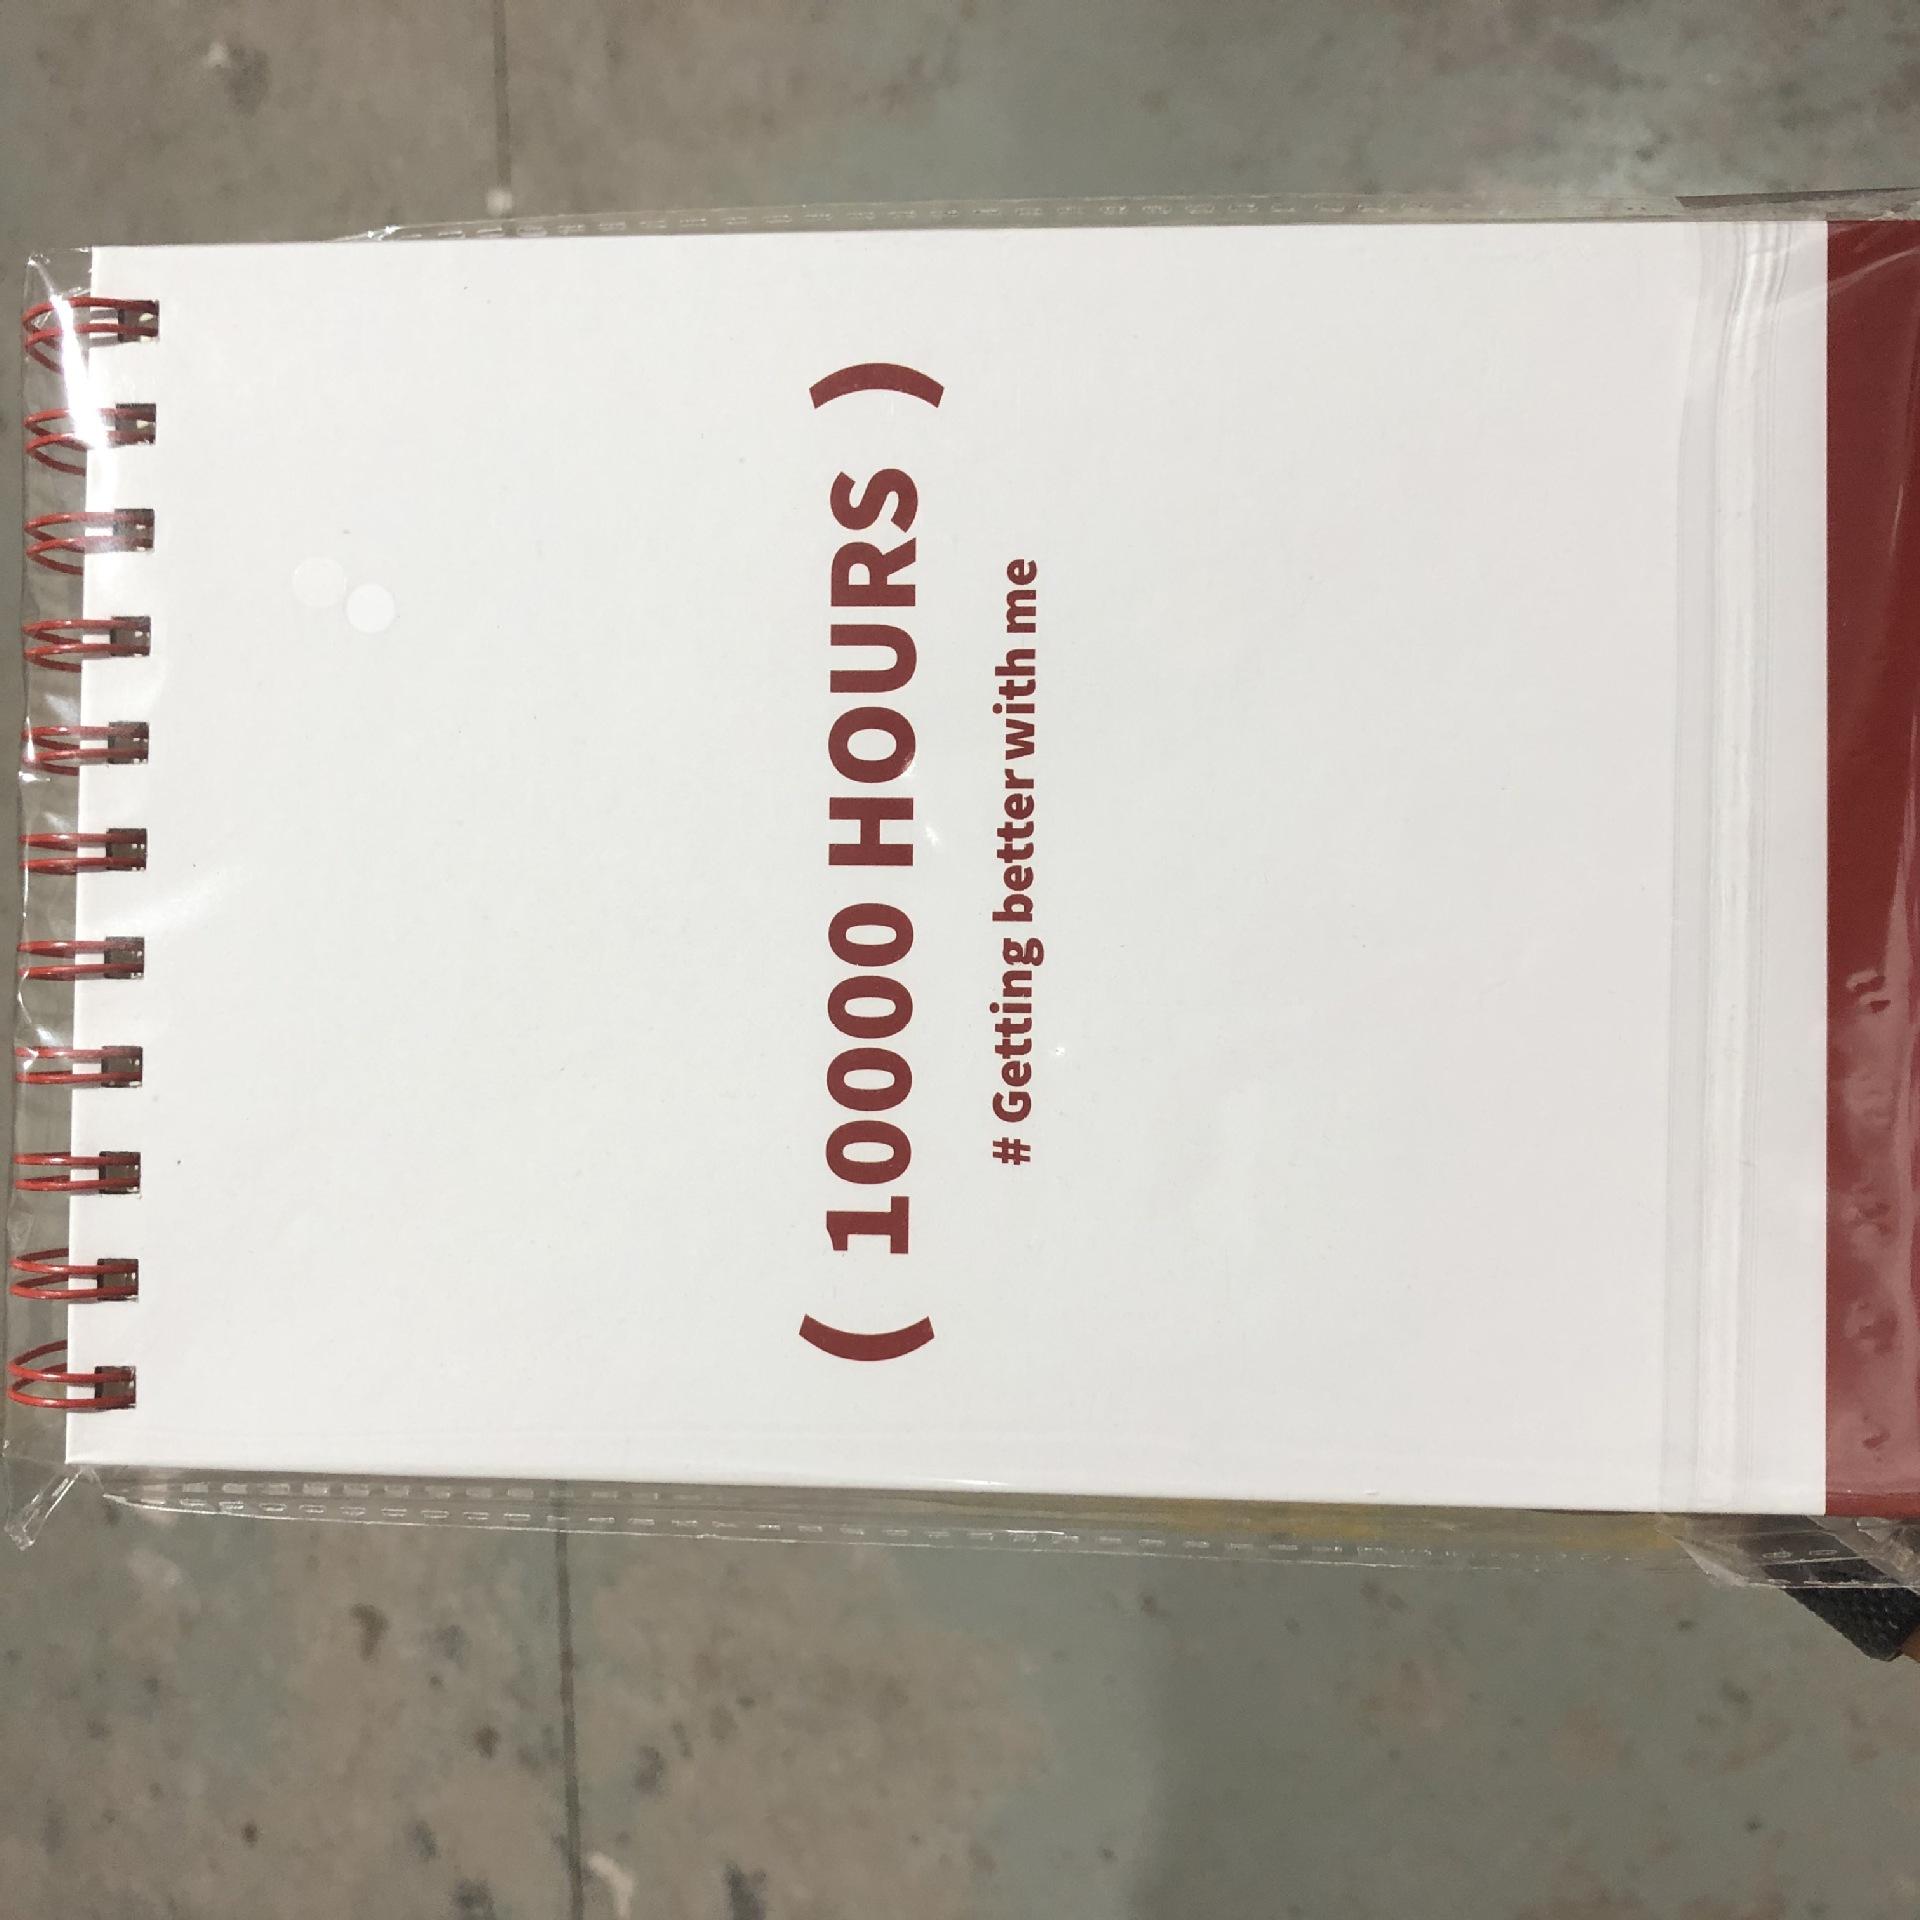 ( 10000 HOURS )
# Getting better with me